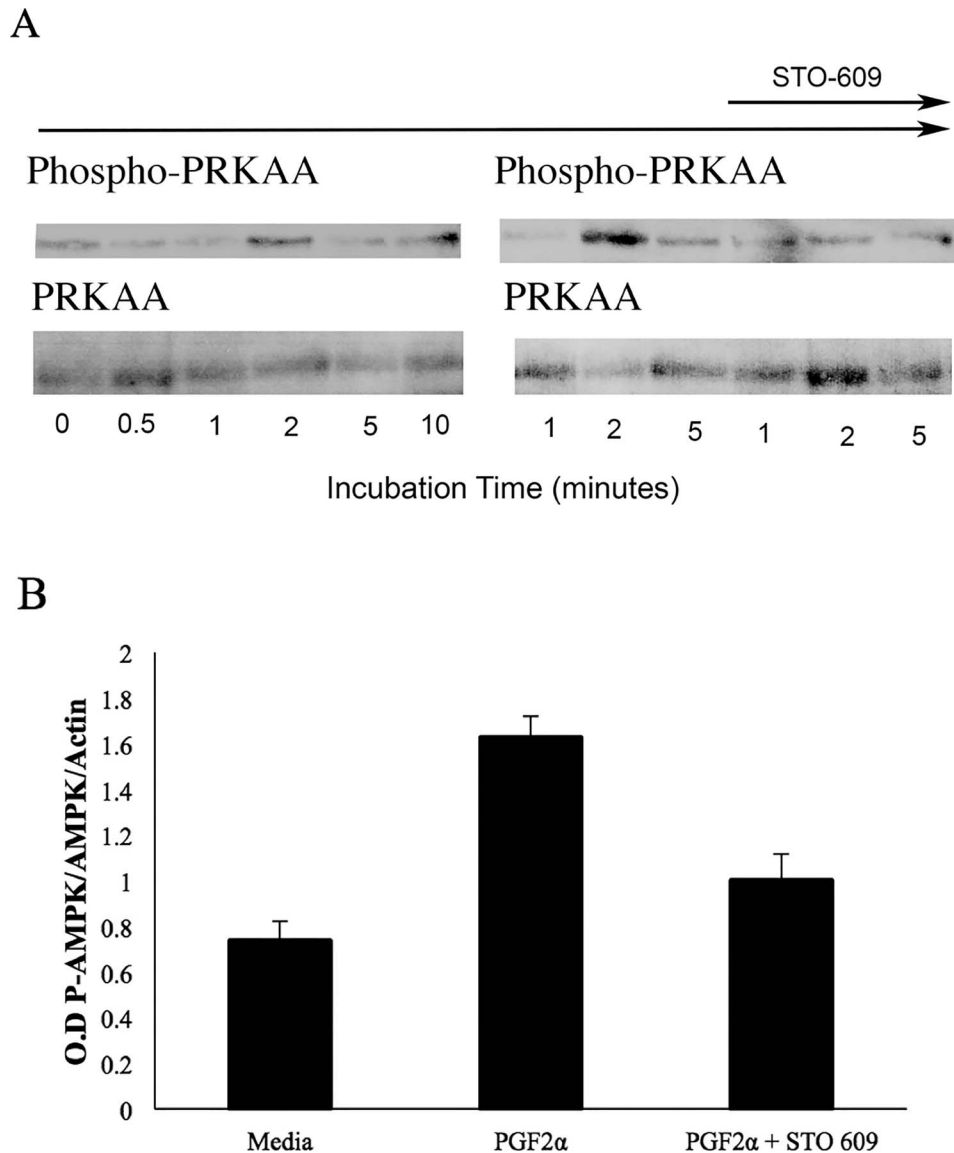 A
STO-609
Phospho-PRKAA
Phospho-PRKAA
PRKAA
PRKAA
0 0.5 1 2 5 10
1 2 5 1 2 5
Incubation Time (minutes)
B
O.D P-AMPK/AMPK/Actin
2
1.8
1.6
1.4
1.2
1
0.8
0.6
0.4
0.2
0
Media PGF2α PGF2α + STO 609